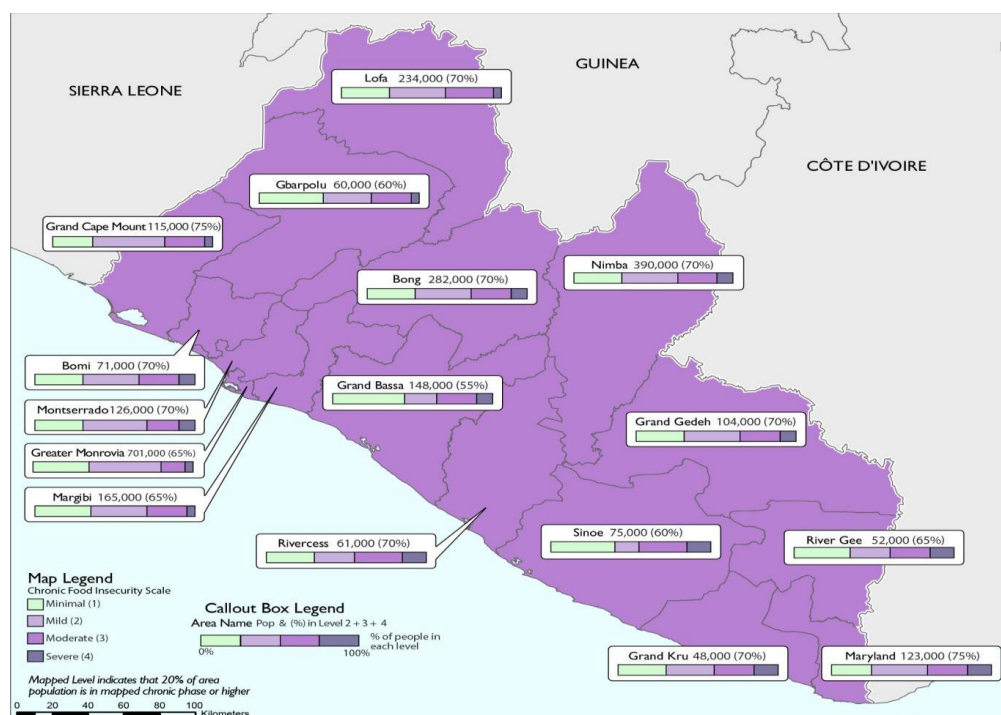 SIERRA LEONE
GUINEA
CÔTE D'IVOIRE
Lofa 234,000 (70%)
Gbarpolu 60,000 (60%)
Grand Cape Mount 115,000 (75%)
Bong 282,000 (70%)
Nimba 390,000 (70%)
Bomi 71,000 (70%)
Montserrado 126,000 (70%)
Greater Monrovia 701,000 (65%)
Margibi 165,000 (65%)
Grand Bassa 148,000 (55%)
Grand Gedeh 104,000 (70%)
Rivercess 61,000 (70%)
Sinoe 75,000 (60%)
River Gee 52,000 (65%)
Grand Kru 48,000 (70%)
Maryland 123,000 (75%)
Map Legend
Chronic Food Insecurity Scale
Minimal (1)
Mild (2)
Moderate (3)
Severe (4)
Mapped Level indicates that 20% of area
population is in mapped chronic phase or higher
0 10 20 40 60 80 100
Kilometers
Callout Box Legend
Area Name Pop & (%) in Level 2 + 3 + 4
0% 100%
% of people in
each level